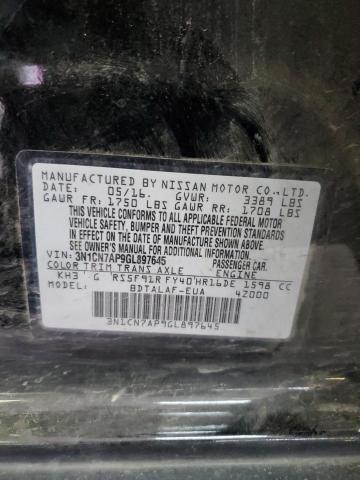 MANUFACTURED BY NISSAN MOTOR CO.,LTD.
DATE: 05/16. GVWR: 3389 LBS
GAWR FR: 1750 LBS GAWR RR: 1708 LBS
THIS VEHICLE CONFORMS TO ALL APPLICABLE FEDERAL MOTOR
VEHICLE SAFETY, BUMPER AND THEFT PREVENTION STANDARDS
IN EFFECT ON THE DATE OF MANUFACTURE SHOWN ABOVE.
SEE OWNER'S MANUAL FOR ADDITIONAL INFORMATION
VIN: 3N1CN7AP9GL897645 PASSENGER CAR.
COLOR TRIM TRANS AXLE ENGINE
KH3 G RS5F91R FY40 HR16DE 1598 CC
MODEL: BDTALAF-EUA 42000
3N1CN7AP9GL897645